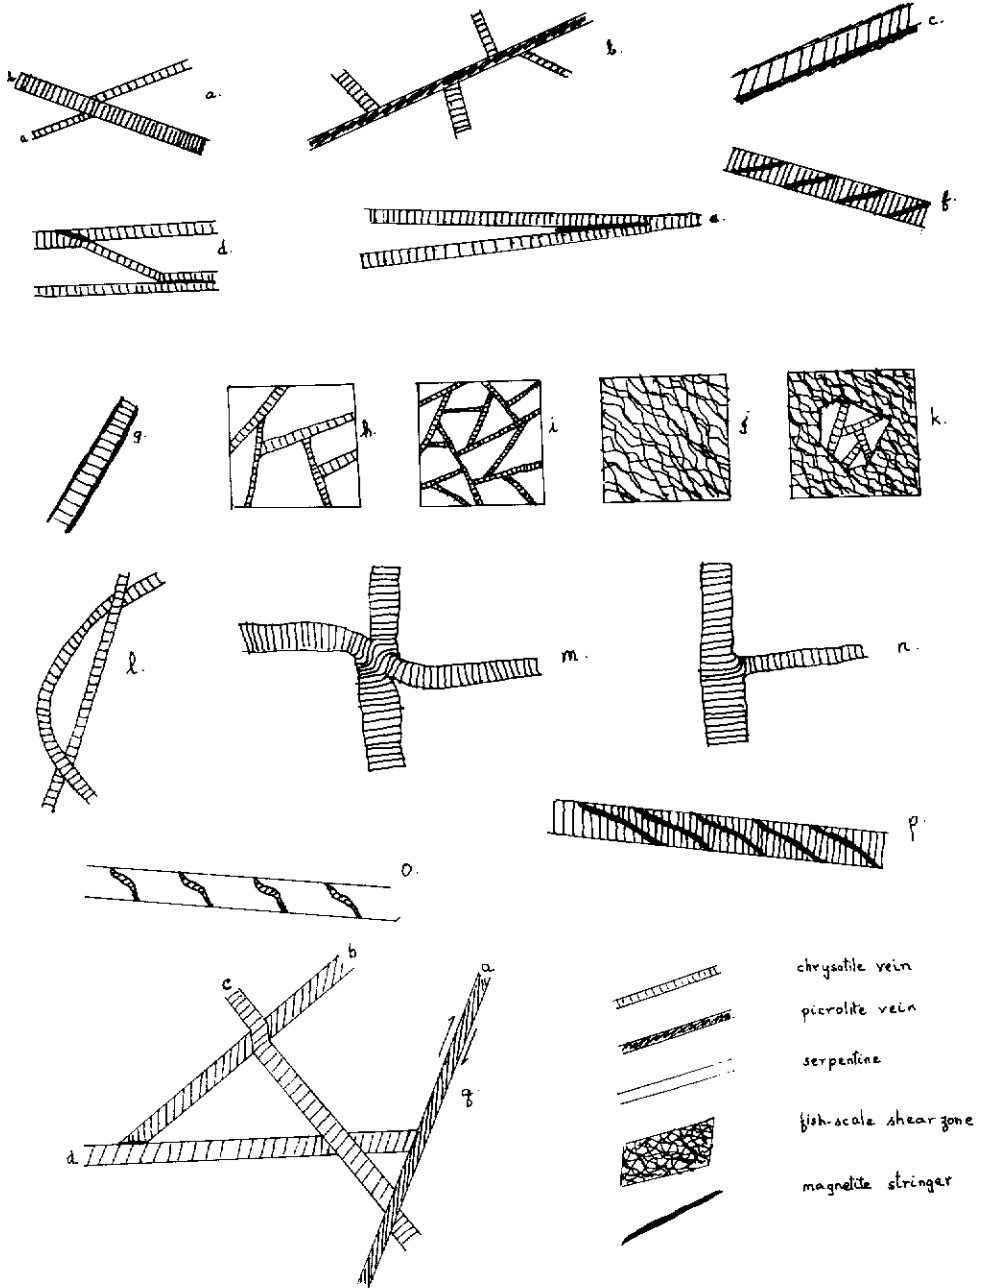 b
a
a.
b.
c.
d.
e.
f.
g.
h.
i
j
k.
l.
m.
n.
o.
p.
b
c
a
q.
d
chrysotile vein
picrolite vein
serpentine
fish-scale shear zone
magnetite stringer